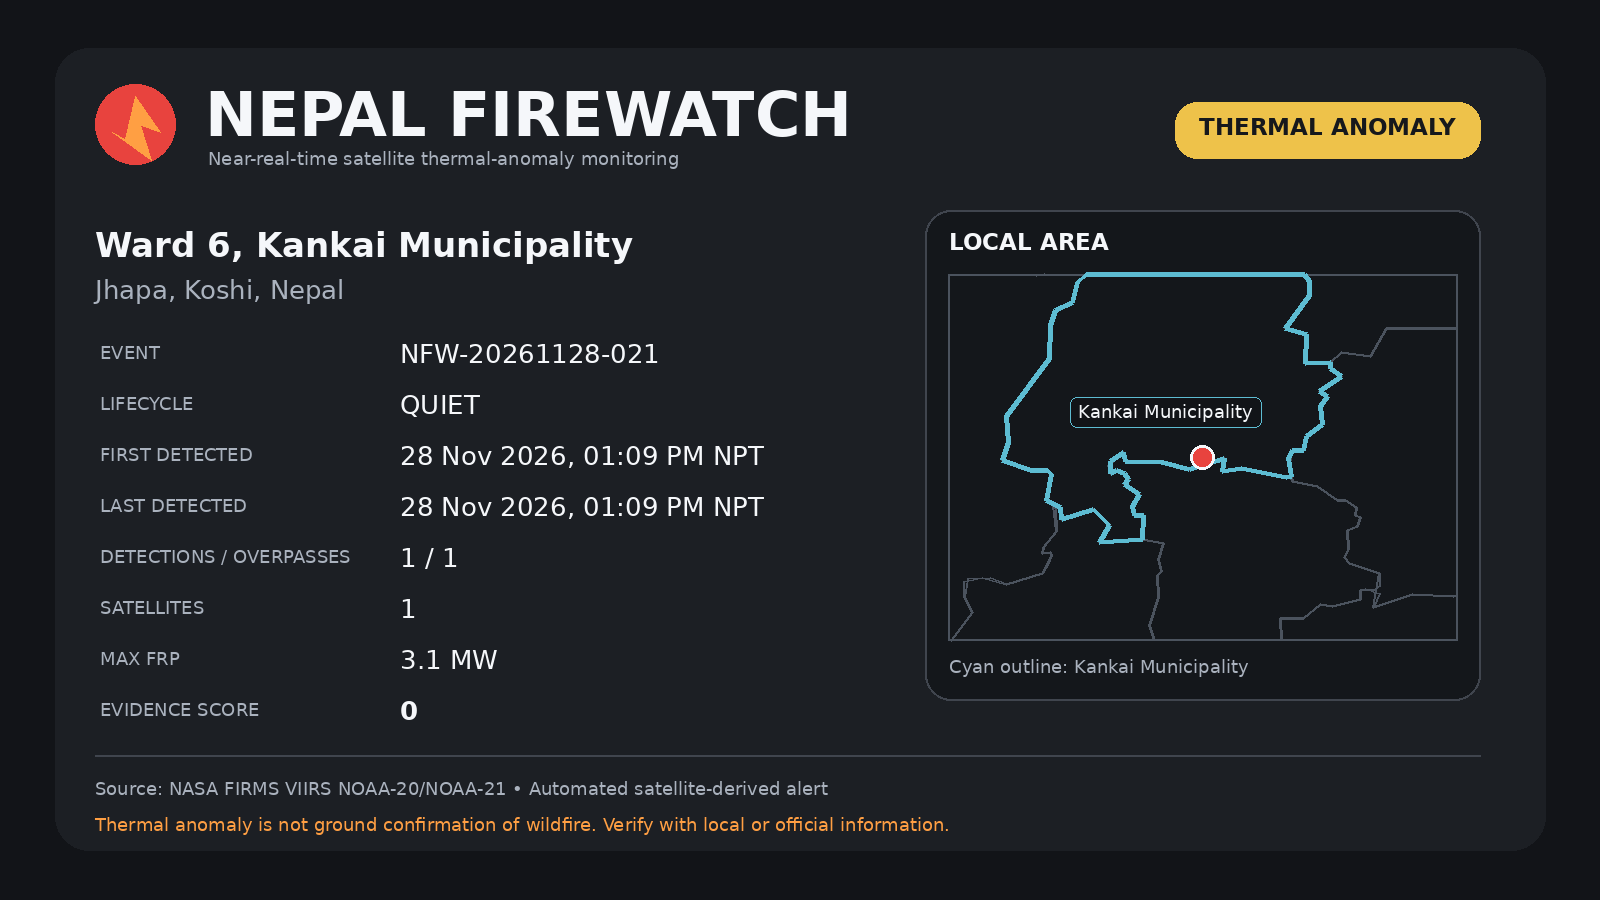 NEPAL FIREWATCH
Near-real-time satellite thermal-anomaly monitoring
THERMAL ANOMALY
Ward 6, Kankai Municipality
Jhapa, Koshi, Nepal
EVENT NFW-20261128-021
LIFECYCLE QUIET
FIRST DETECTED 28 Nov 2026, 01:09 PM NPT
LAST DETECTED 28 Nov 2026, 01:09 PM NPT
DETECTIONS / OVERPASSES 1 / 1
SATELLITES 1
MAX FRP 3.1 MW
EVIDENCE SCORE 0
LOCAL AREA
Kankai Municipality
Cyan outline: Kankai Municipality
Source: NASA FIRMS VIIRS NOAA-20/NOAA-21 • Automated satellite-derived alert
Thermal anomaly is not ground confirmation of wildfire. Verify with local or official information.